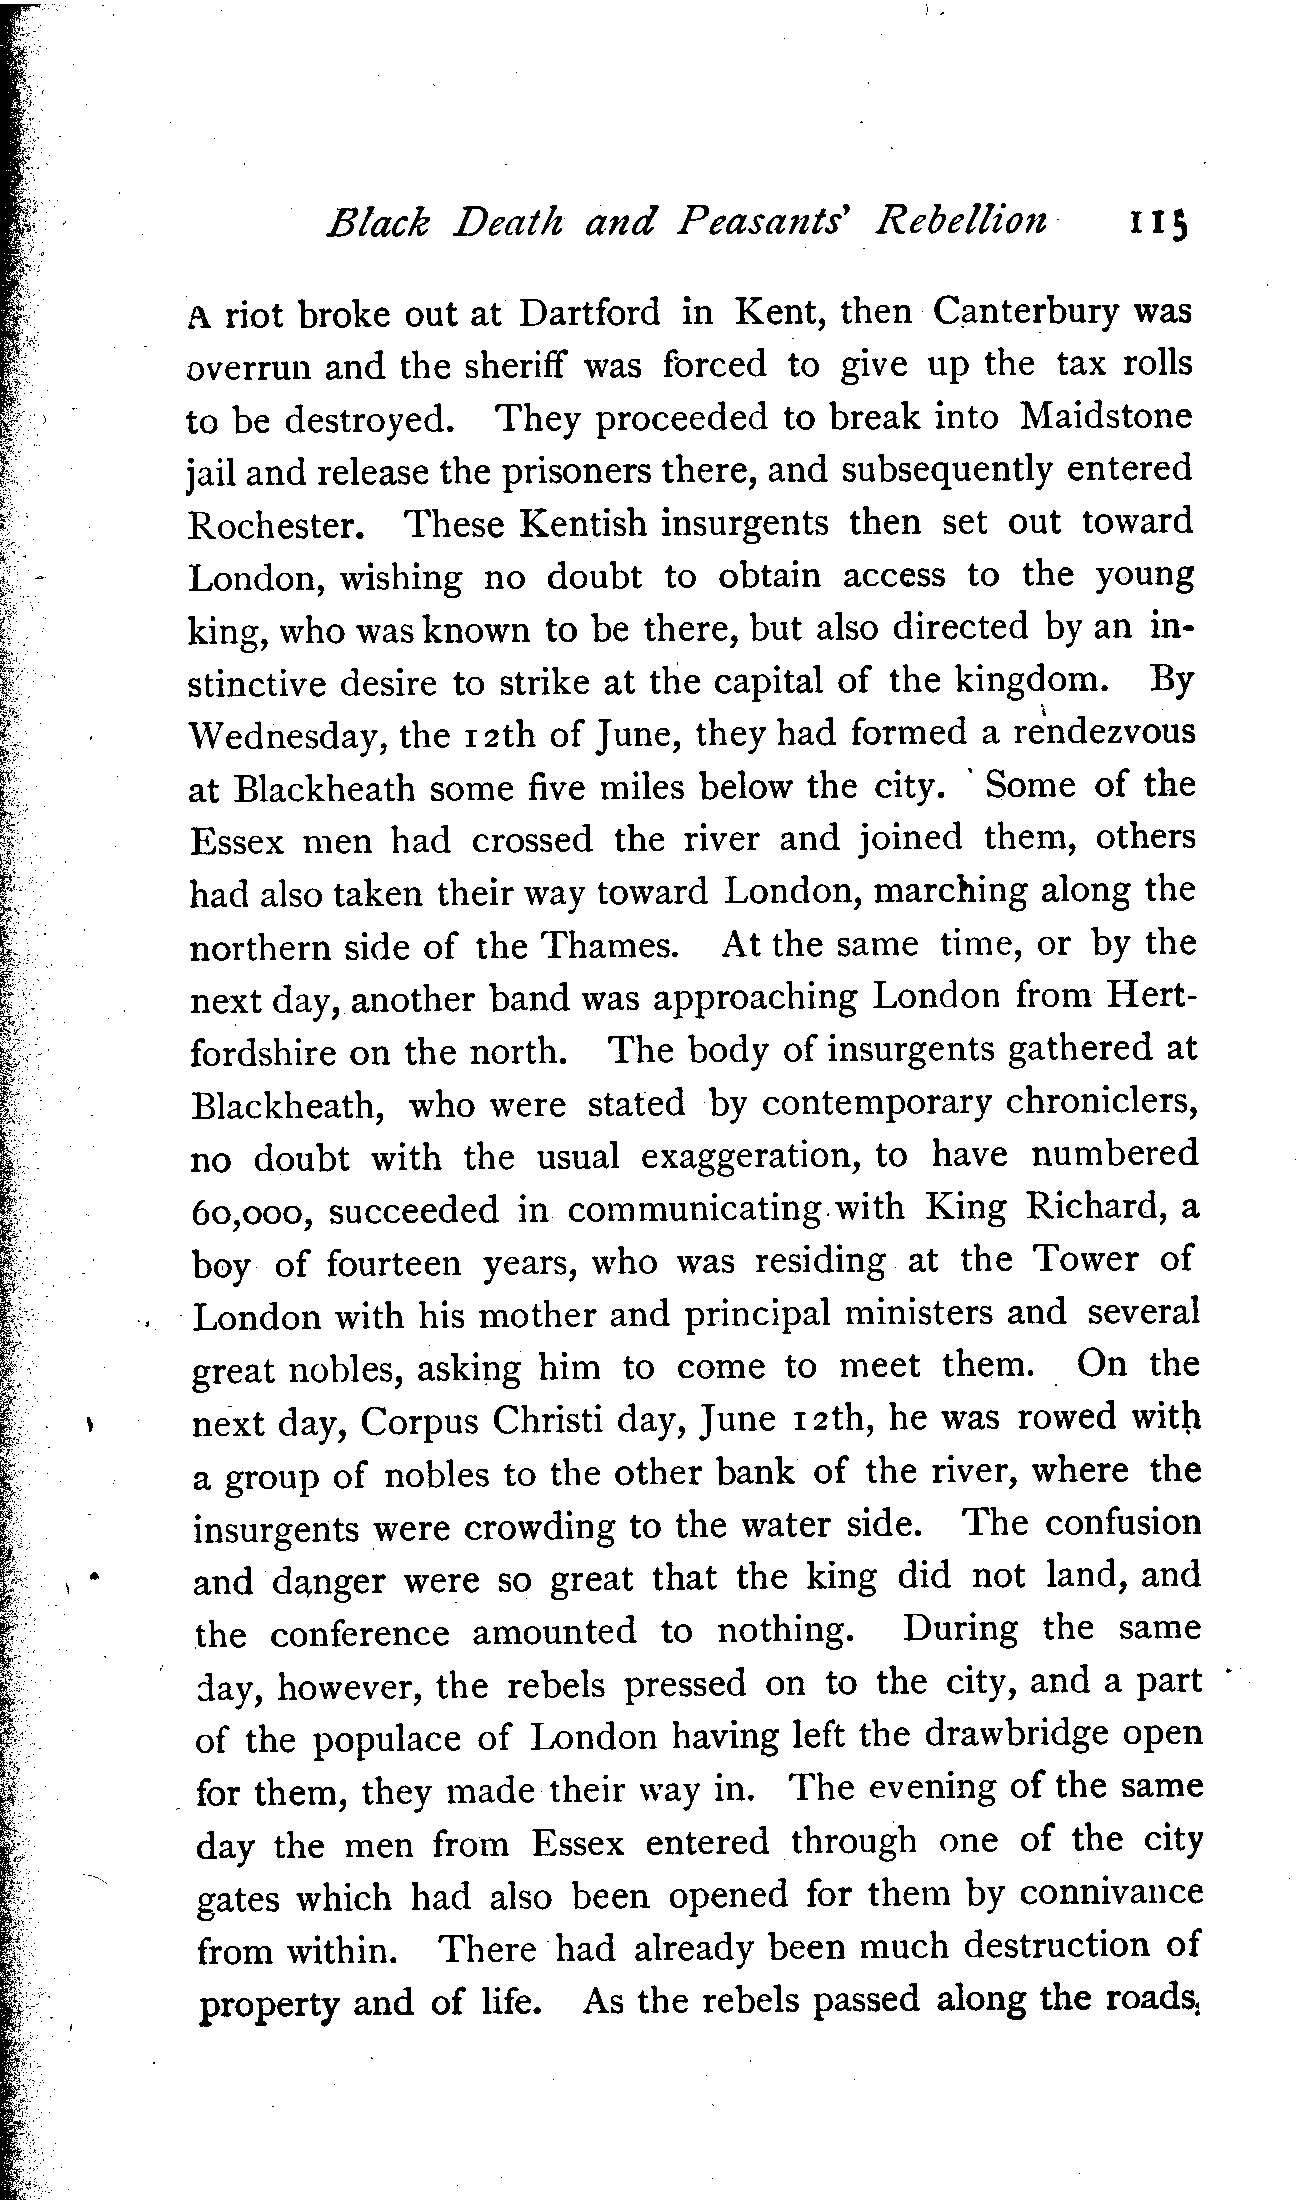 Black Death and Peasants' Rebellion 115
A riot broke out at Dartford in Kent, then Canterbury was
overrun and the sheriff was forced to give up the tax rolls
to be destroyed. They proceeded to break into Maidstone
jail and release the prisoners there, and subsequently entered
Rochester. These Kentish insurgents then set out toward
London, wishing no doubt to obtain access to the young
king, who was known to be there, but also directed by an in-
stinctive desire to strike at the capital of the kingdom. By
Wednesday, the 12th of June, they had formed a rendezvous
at Blackheath some five miles below the city. Some of the
Essex men had crossed the river and joined them, others
had also taken their way toward London, marching along the
northern side of the Thames. At the same time, or by the
next day, another band was approaching London from Hert-
fordshire on the north. The body of insurgents gathered at
Blackheath, who were stated by contemporary chroniclers,
no doubt with the usual exaggeration, to have numbered
60,000, succeeded in communicating with King Richard, a
boy of fourteen years, who was residing at the Tower of
London with his mother and principal ministers and several
great nobles, asking him to come to meet them. On the
next day, Corpus Christi day, June 12th, he was rowed with
a group of nobles to the other bank of the river, where the
insurgents were crowding to the water side. The confusion
and danger were so great that the king did not land, and
the conference amounted to nothing. During the same
day, however, the rebels pressed on to the city, and a part
of the populace of London having left the drawbridge open
for them, they made their way in. The evening of the same
day the men from Essex entered through one of the city
gates which had also been opened for them by connivance
from within. There had already been much destruction of
property and of life. As the rebels passed along the roads,